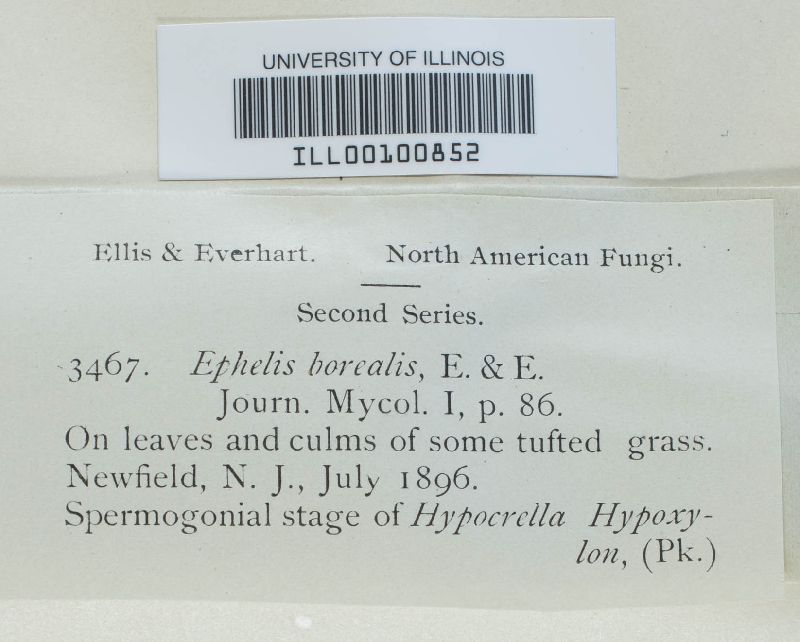 UNIVERSITY OF ILLINOIS
ILL00100852
Ellis & Everhart. North American Fungi.
Second Series.
3467. Ephelis borealis, E. & E.
Journ. Mycol. I, p. 86.
On leaves and culms of some tufted grass.
Newfield, N. J., July 1896.
Spermogonial stage of Hypocrella Hypoxy-
lon, (Pk.)